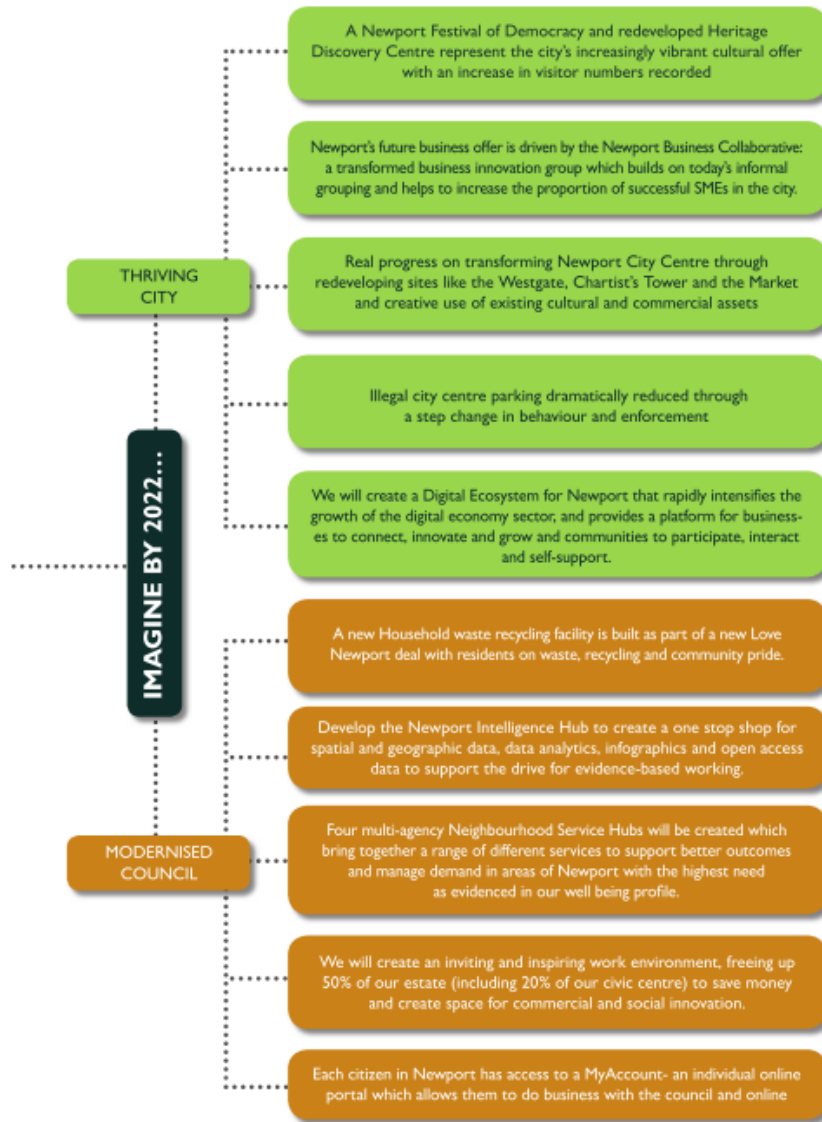 A Newport Festival of Democracy and redeveloped Heritage
Discovery Centre represent the city's increasingly vibrant cultural offer
with an increase in visitor numbers recorded
Newport's future business offer is driven by the Newport Business Collaborative:
a transformed business innovation group which builds on today's informal
grouping and helps to increase the proportion of successful SMEs in the city.
THRIVING
CITY
Real progress on transforming Newport City Centre through
redeveloping sites like the Westgate, Chartist's Tower and the Market
and creative use of existing cultural and commercial assets
Illegal city centre parking dramatically reduced through
a step change in behaviour and enforcement
We will create a Digital Ecosystem for Newport that rapidly intensifies the
growth of the digital economy sector, and provides a platform for business-
es to connect, innovate and grow and communities to participate, interact
and self-support.
IMAGINE BY 2022...
A new Household waste recycling facility is built as part of a new Love
Newport deal with residents on waste, recycling and community pride.
Develop the Newport Intelligence Hub to create a one stop shop for
spatial and geographic data, data analytics, infographics and open access
data to support the drive for evidence-based working.
MODERNISED
COUNCIL
Four multi-agency Neighbourhood Service Hubs will be created which
bring together a range of different services to support better outcomes
and manage demand in areas of Newport with the highest need
as evidenced in our well being profile.
We will create an inviting and inspiring work environment, freeing up
50% of our estate (including 20% of our civic centre) to save money
and create space for commercial and social innovation.
Each citizen in Newport has access to a MyAccount- an individual online
portal which allows them to do business with the council and online